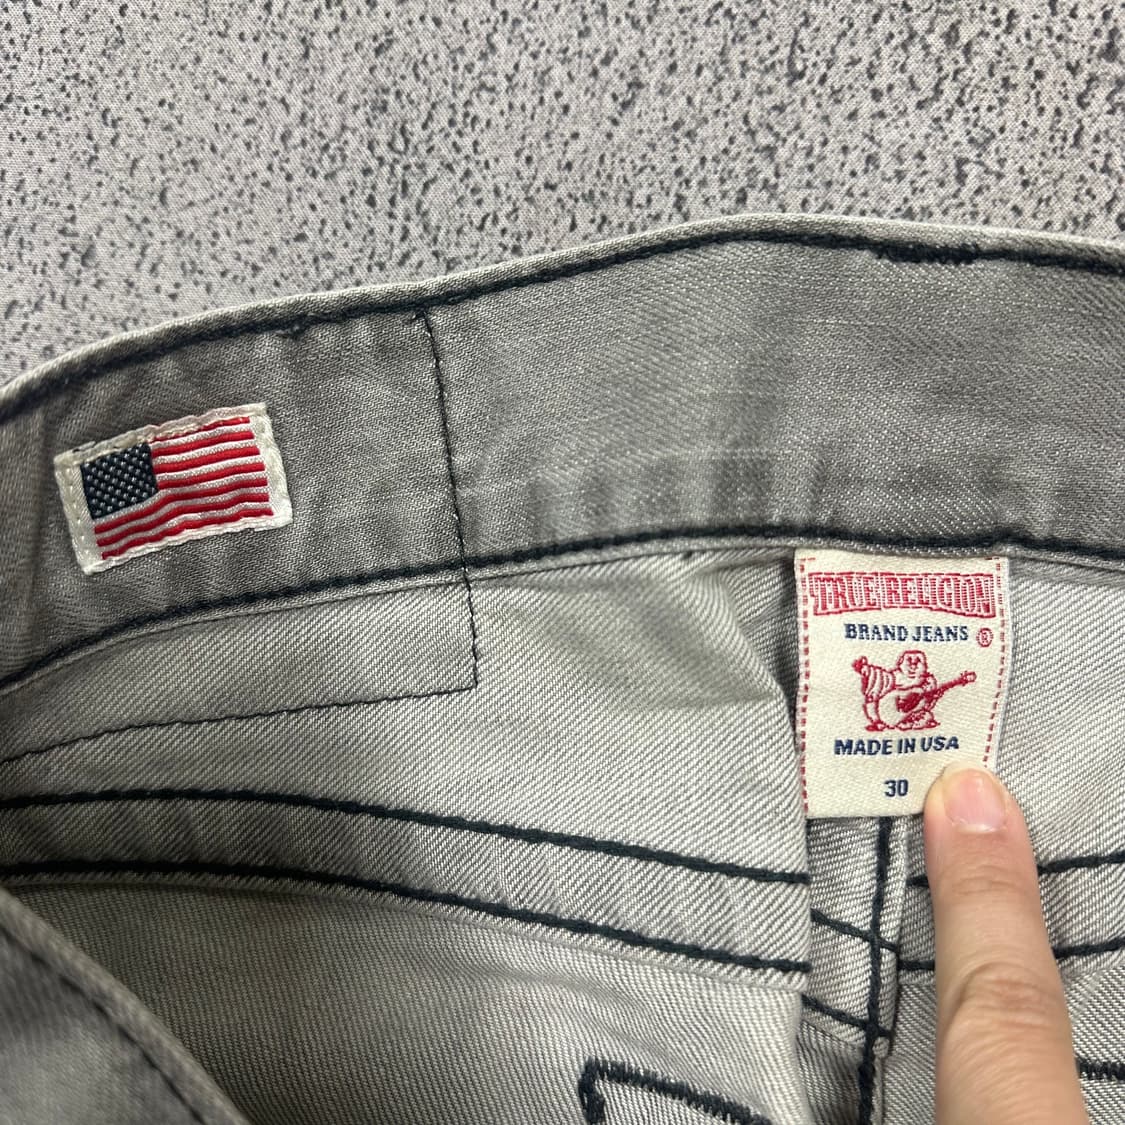 TRUE RELIGION
BRAND JEANS ®
MADE IN USA
30